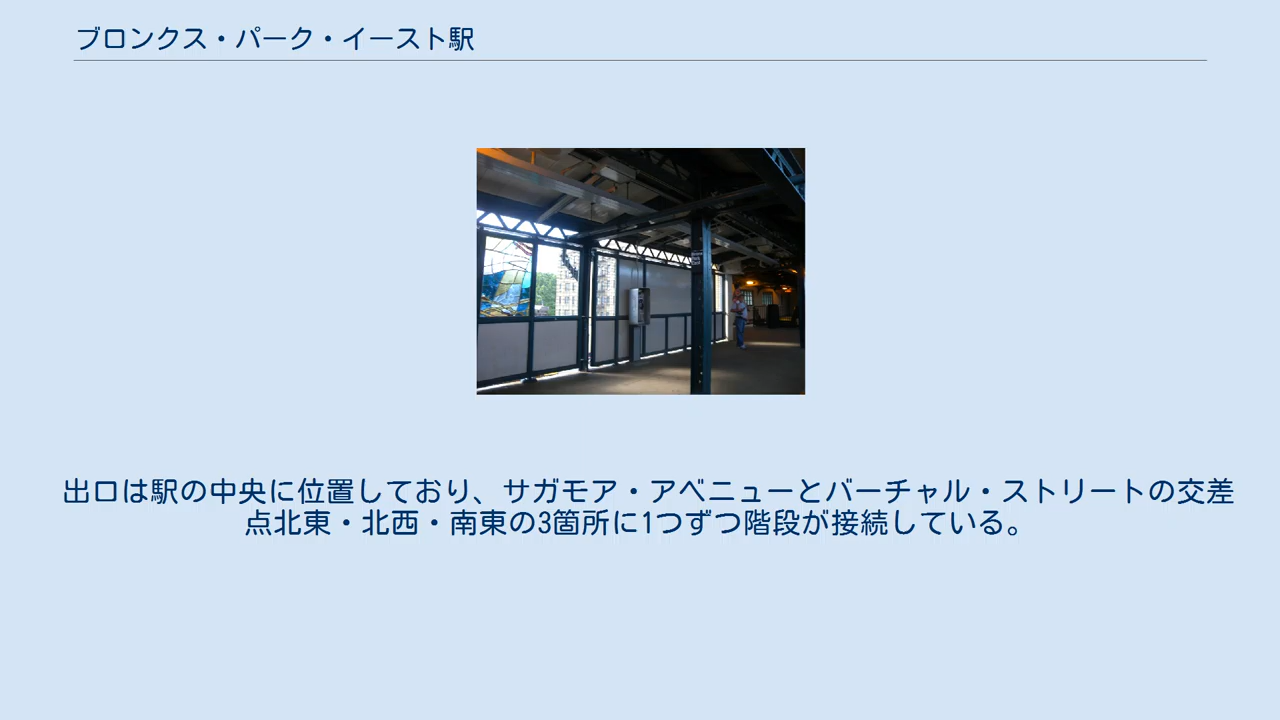 ブロンクス・パーク・イースト駅
出口は駅の中央に位置しており、サガモア・アベニューとバーチャル・ストリートの交差
点北東・北西・南東の3箇所に1つずつ階段が接続している。